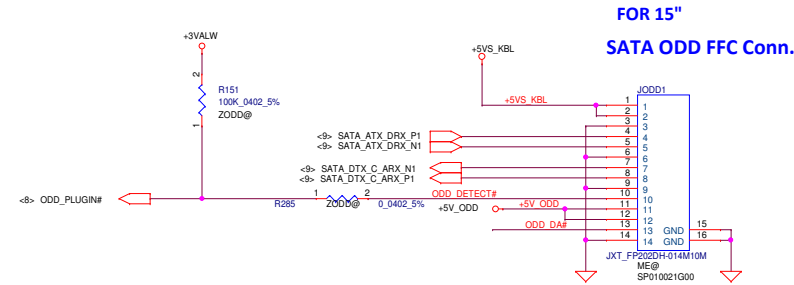 FOR 15"
SATA ODD FFC Conn.
+3VALW
+5VS_KBL
2
R151
100K_0402_5%
ZODD@
1
JODD1
+5VS_KBL
1 1
2 2
3 3
<9> SATA_ATX_DRX_P1 4 4
<9> SATA_ATX_DRX_N1 5 5
6 6
<9> SATA_DTX_C_ARX_N1 7 7
<9> SATA_DTX_C_ARX_P1 8 8
9 9
<8> ODD_PLUGIN# R285 1 ZODD@ 2 0_0402_5% ODD_DETECT# 10 10
+5V_ODD +5V_ODD 11 11
12 12
ODD_DA# 13 13 GND 15
14 14 GND 16
JXT_FP202DH-014M10M
ME@
SP010021G00